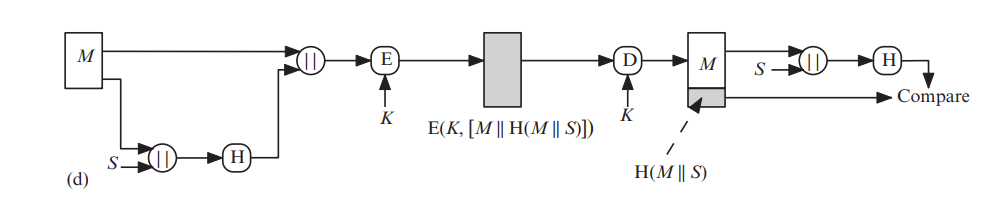 M
||
E
D
M
S
||
H
K
K
Compare
E(K, [M || H(M || S)])
S
||
H
H(M || S)
(d)